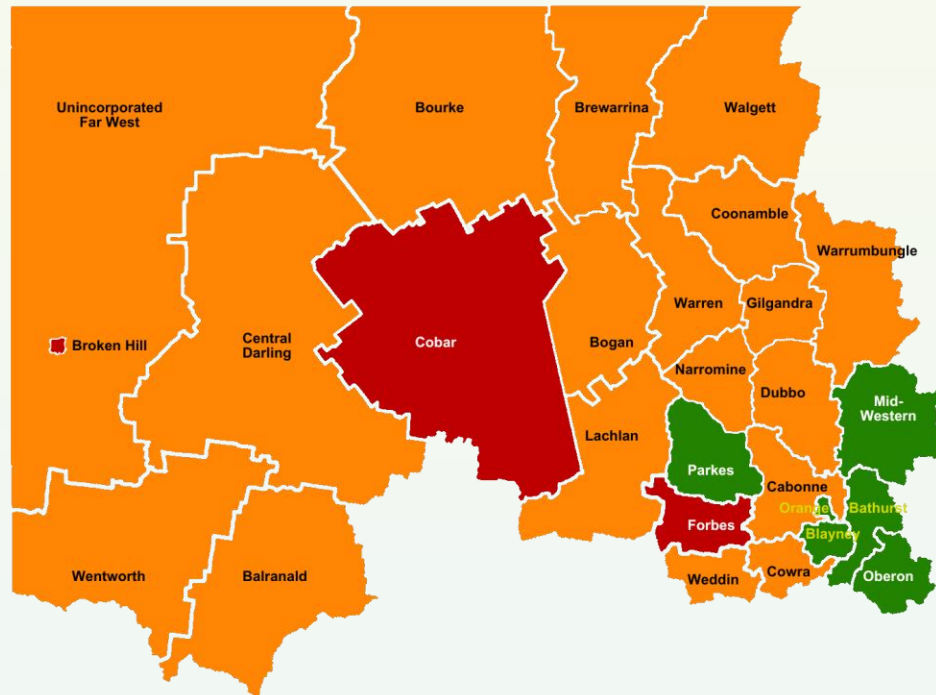 Unincorporated
Far West
Bourke
Brewarrina
Walgett
Coonamble
Warrumbungle
Warren
Gilgandra
Broken Hill
Central
Darling
Cobar
Bogan
Narromine
Dubbo
Mid-
Western
Lachlan
Parkes
Cabonne
Orange
Bathurst
Forbes
Blayney
Wentworth
Balranald
Weddin
Cowra
Oberon